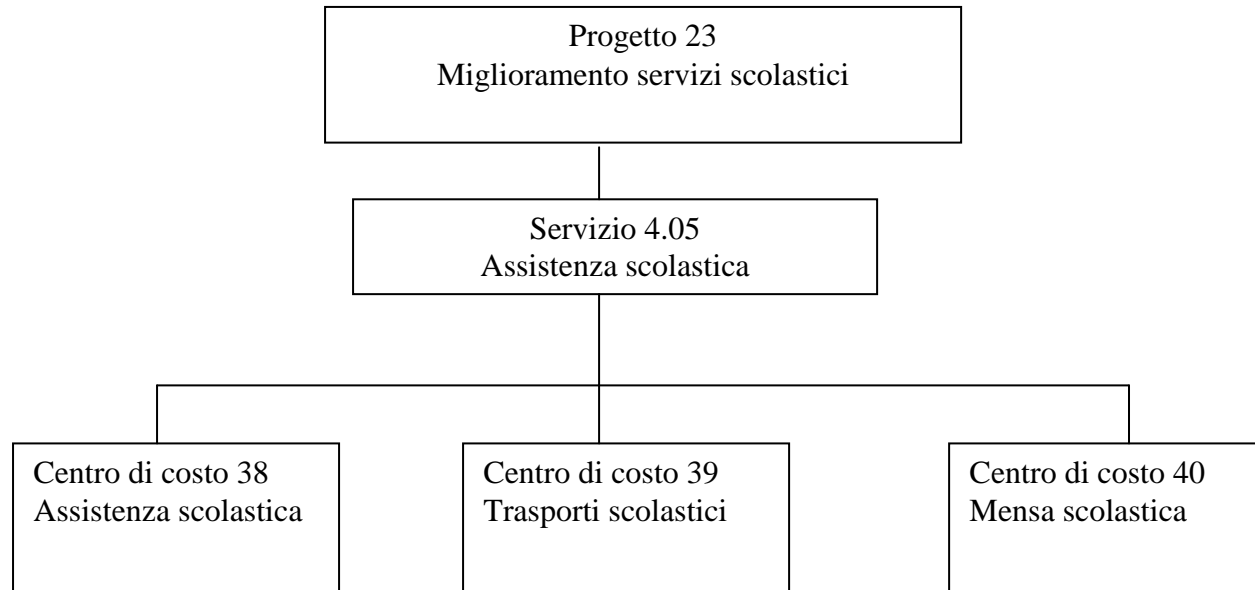 Progetto 23
Miglioramento servizi scolastici
Servizio 4.05
Assistenza scolastica
Centro di costo 38
Assistenza scolastica
Centro di costo 39
Trasporti scolastici
Centro di costo 40
Mensa scolastica